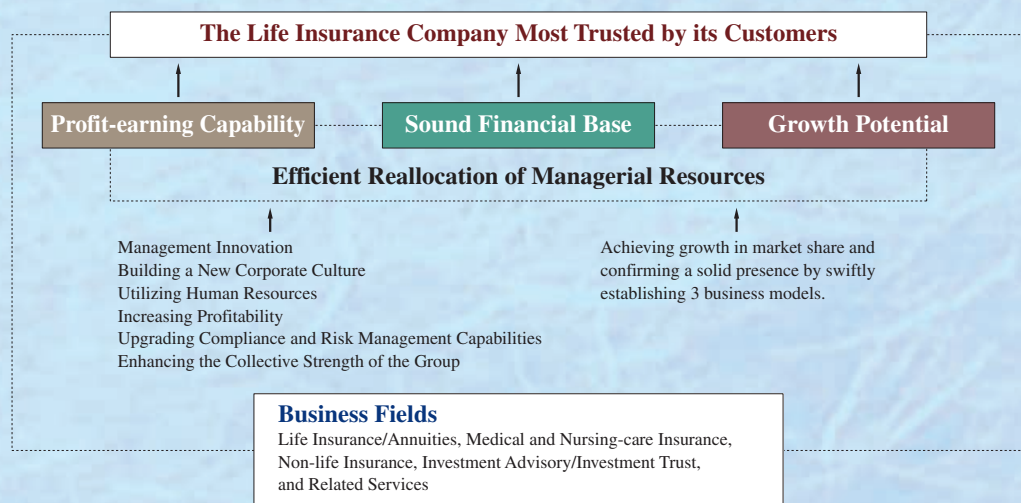 The Life Insurance Company Most Trusted by its Customers
Profit-earning Capability
Sound Financial Base
Growth Potential
Efficient Reallocation of Managerial Resources
Management Innovation
Building a New Corporate Culture
Utilizing Human Resources
Increasing Profitability
Upgrading Compliance and Risk Management Capabilities
Enhancing the Collective Strength of the Group
Achieving growth in market share and
confirming a solid presence by swiftly
establishing 3 business models.
Business Fields
Life Insurance/Annuities, Medical and Nursing-care Insurance,
Non-life Insurance, Investment Advisory/Investment Trust,
and Related Services